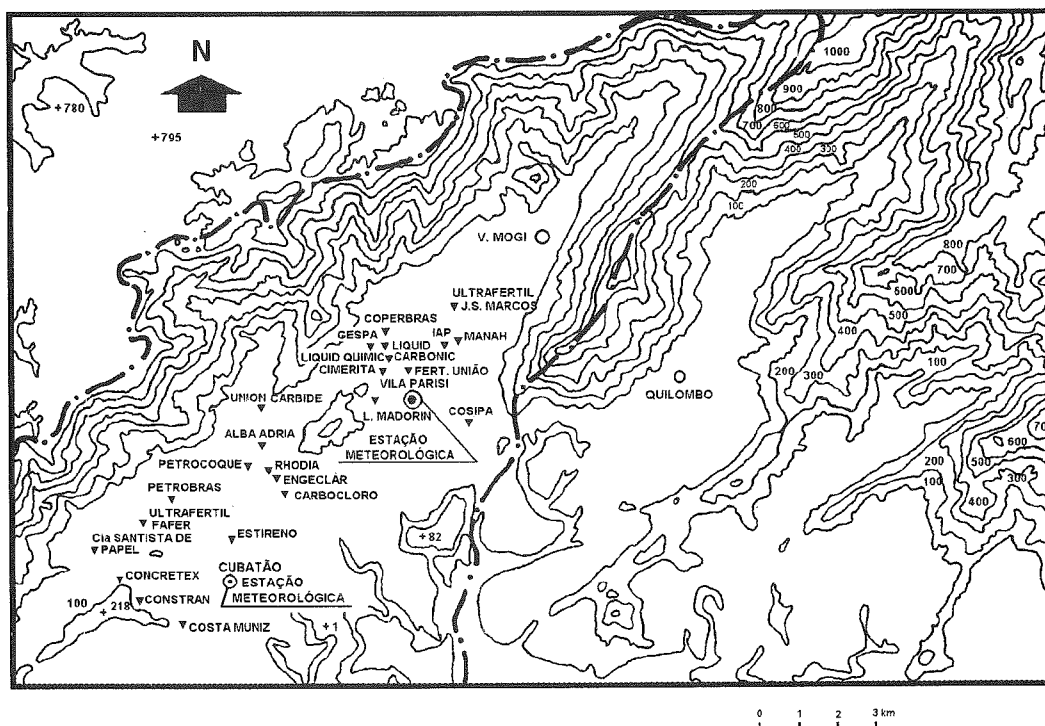 N
+780
+795
1000
900
800
700
600
500
400
300
200
100
V. MOGI
ULTRAFERTIL
J.S. MARCOS
COPERBRAS
GESPA
LIQUID
IAP
MANAH
LIQUID QUIMIC
CARBONIC
CIMERITA
FERT. UNIÃO
VILA PARISI
UNION CARBIDE
L. MADORIN
COSIPA
ESTAÇÃO
METEOROLÓGICA
ALBA ADRIA
PETROCOQUE
RHODIA
ENGECLÁR
CARBOCLORO
PETROBRAS
ULTRAFERTIL
FAFER
Cia SANTISTA DE
PAPEL
ESTIRENO
+82
CUBATÃO
ESTAÇÃO
METEOROLÓGICA
CONCRETEX
100
+218
CONSTRAN
COSTA MUNIZ
+1
QUILOMBO
800
700
600
500
400
100
200
300
600
200
500
300
100
400
0 1 2 3 km